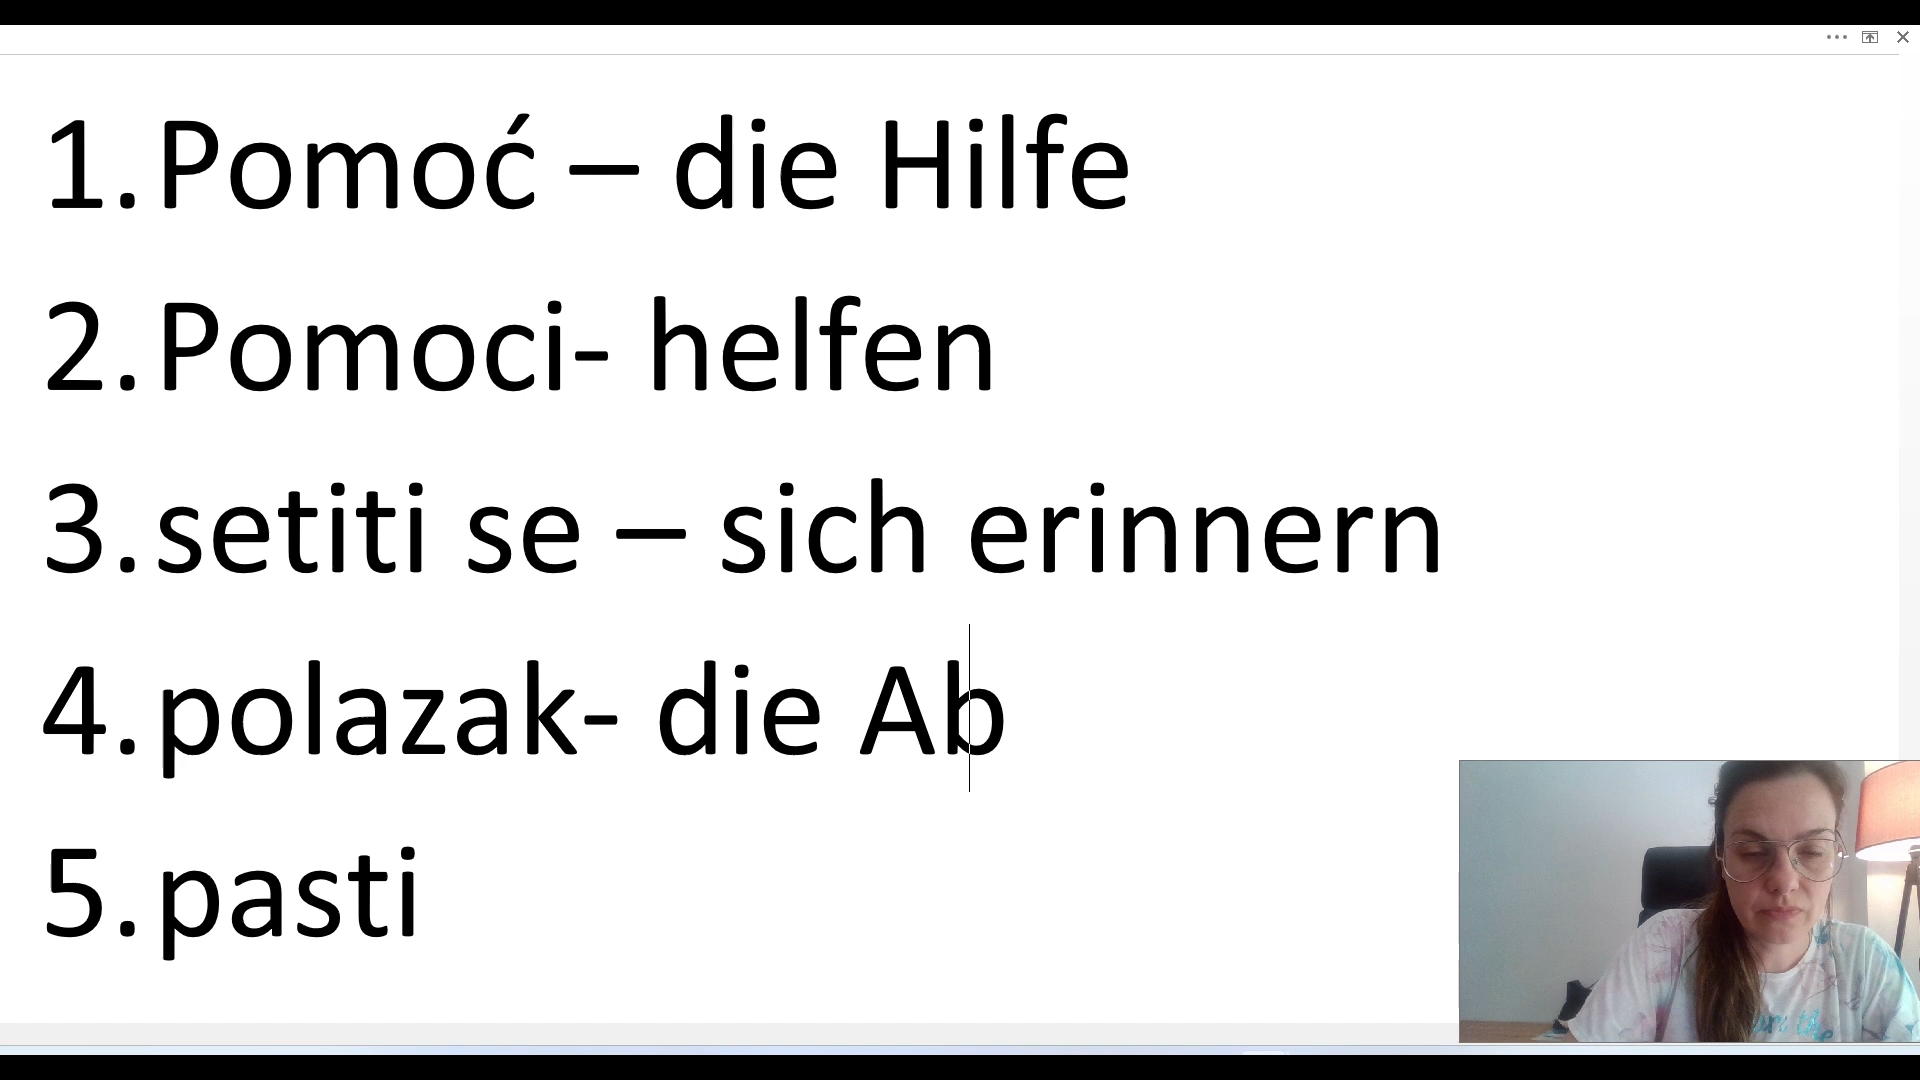 1. Pomoć – die Hilfe
2. Pomoci- helfen
3. setiti se – sich erinnern
4. polazak- die Ab
5. pasti